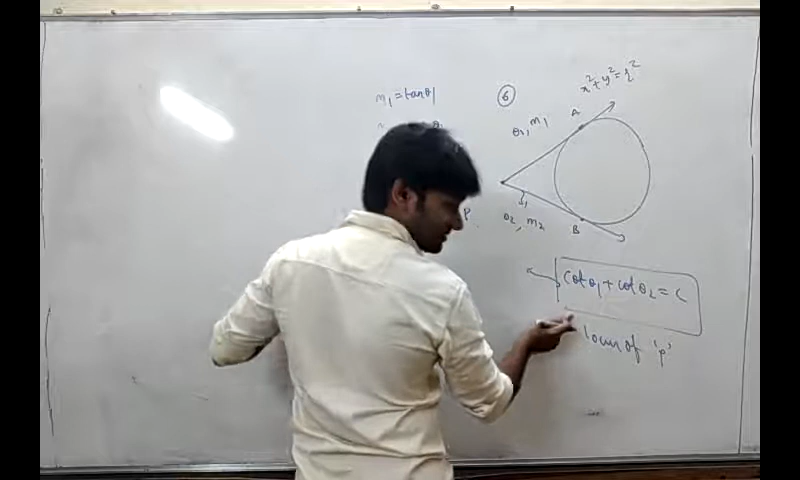 m₁ = tanθ₁
⑥
x² + y² = r²
A
θ₁, m₁
P
θ₂, m₂
B
cotθ₁ + cotθ₂ = c
locus of 'P'